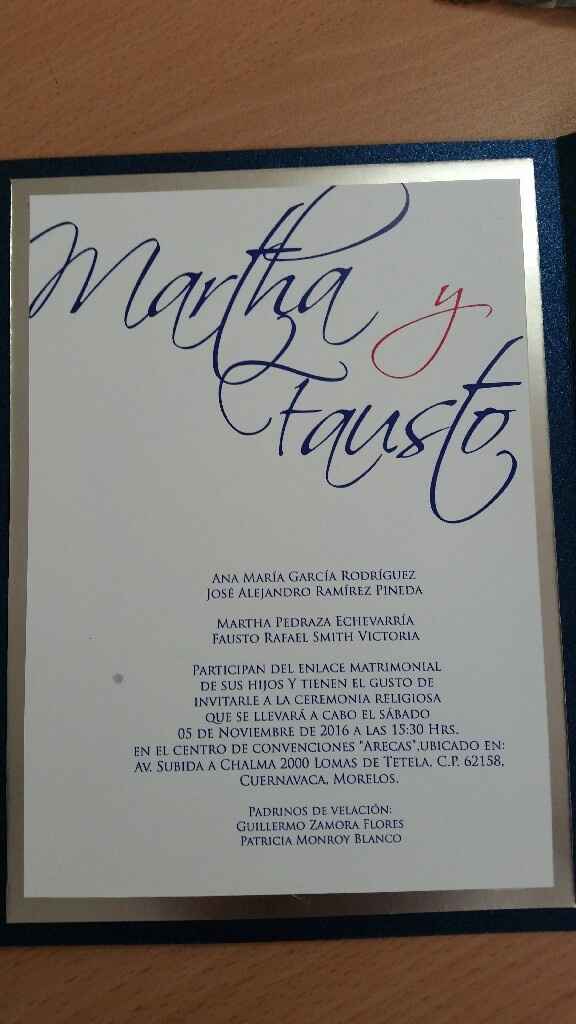 Martha y
Fausto
Ana María García Rodríguez
José Alejandro Ramírez Pineda
Martha Pedraza Echevarría
Fausto Rafael Smith Victoria
Participan del enlace matrimonial
de sus hijos y tienen el gusto de
invitarle a la ceremonia religiosa
que se llevará a cabo el sábado
05 de Noviembre de 2016 a las 15:30 Hrs.
en el centro de convenciones "Arecas",ubicado en:
Av. Subida a Chalma 2000 Lomas de Tetela, C.P. 62158,
Cuernavaca, Morelos.
Padrinos de velación:
Guillermo Zamora Flores
Patricia Monroy Blanco